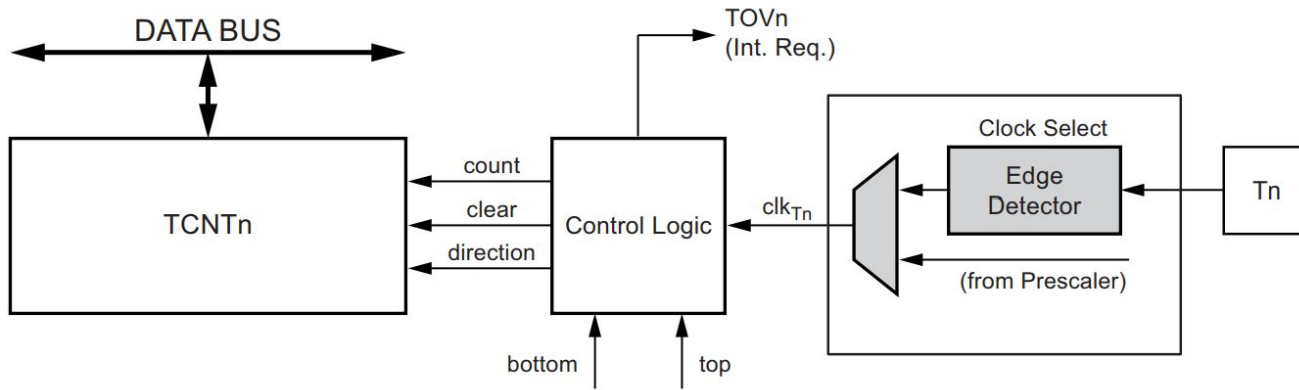 DATA BUS
TOVn
(Int. Req.)
Clock Select
count
Edge
Detector
Tn
TCNTn
clear
Control Logic
clkTn
direction
(from Prescaler)
bottom
top